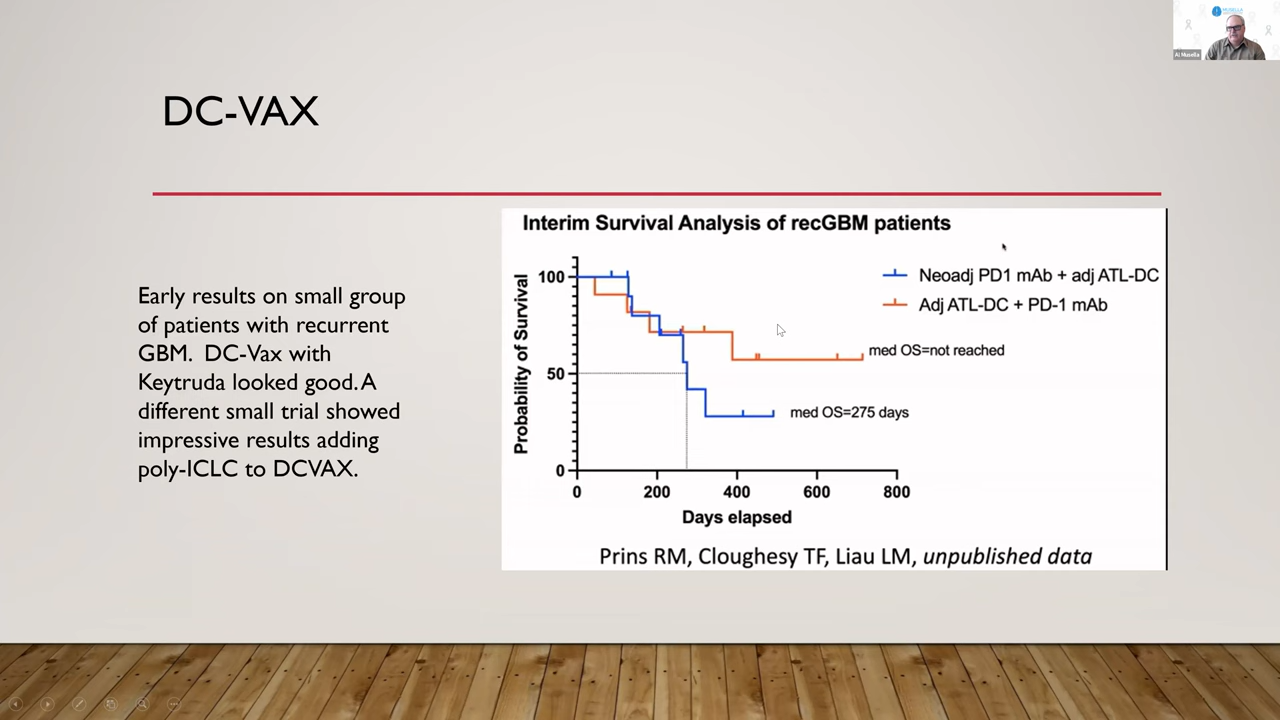 MUSELLA
Al Musella
DC-VAX
Early results on small group
of patients with recurrent
GBM. DC-Vax with
Keytruda looked good. A
different small trial showed
impressive results adding
poly-ICLC to DCVAX.
Interim Survival Analysis of recGBM patients
Neoadj PD1 mAb + adj ATL-DC
Adj ATL-DC + PD-1 mAb
med OS=not reached
med OS=275 days
Probability of Survival
100
50
0
0 200 400 600 800
Days elapsed
Prins RM, Cloughesy TF, Liau LM, unpublished data